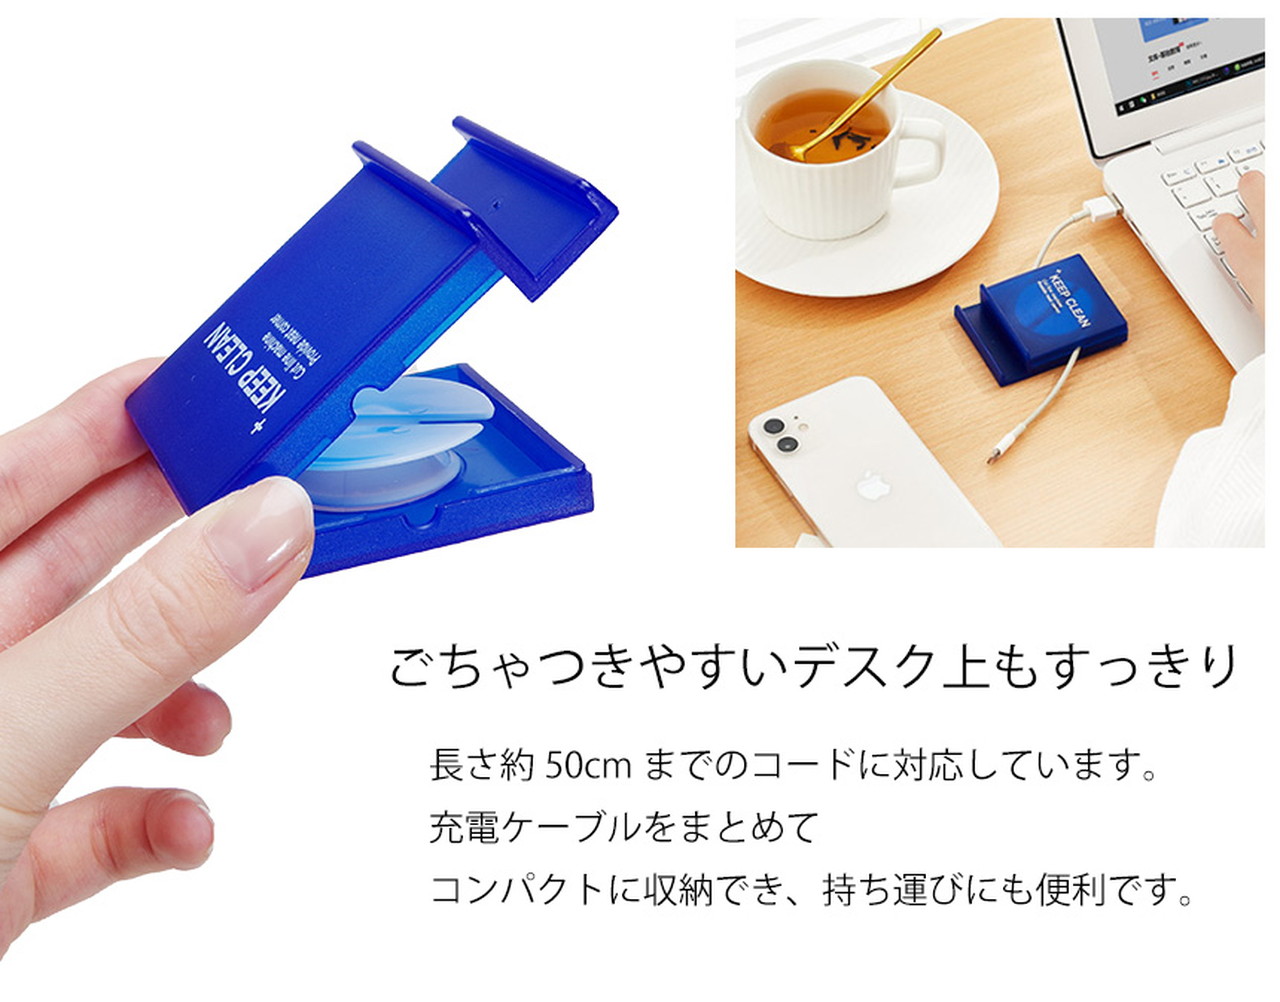 KEEP CLEAN
Coil line machine
Provide neat corner
KEEP CLEAN
ごちゃつきやすいデスク上もすっきり
長さ約 50cm までのコードに対応しています。
充電ケーブルをまとめて
コンパクトに収納でき、持ち運びにも便利です。